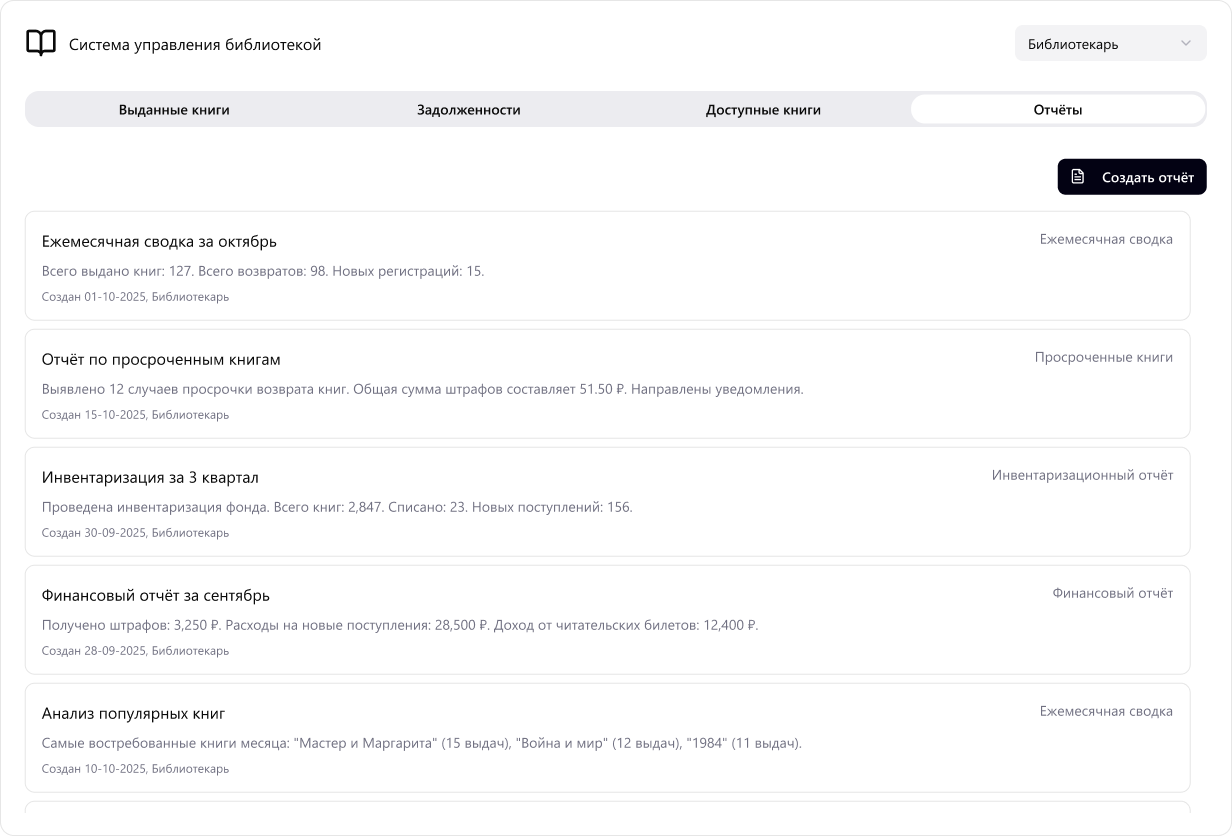 Система управления библиотекой
Библиотекарь
Выданные книги
Задолженности
Доступные книги
Отчёты
Создать отчёт
Ежемесячная сводка за октябрь
Ежемесячная сводка
Всего выдано книг: 127. Всего возвратов: 98. Новых регистраций: 15.
Создан 01-10-2025, Библиотекарь
Отчёт по просроченным книгам
Просроченные книги
Выявлено 12 случаев просрочки возврата книг. Общая сумма штрафов составляет 51.50 ₽. Направлены уведомления.
Создан 15-10-2025, Библиотекарь
Инвентаризация за 3 квартал
Инвентаризационный отчёт
Проведена инвентаризация фонда. Всего книг: 2,847. Списано: 23. Новых поступлений: 156.
Создан 30-09-2025, Библиотекарь
Финансовый отчёт за сентябрь
Финансовый отчёт
Получено штрафов: 3,250 ₽. Расходы на новые поступления: 28,500 ₽. Доход от читательских билетов: 12,400 ₽.
Создан 28-09-2025, Библиотекарь
Анализ популярных книг
Ежемесячная сводка
Самые востребованные книги месяца: "Мастер и Маргарита" (15 выдач), "Война и мир" (12 выдач), "1984" (11 выдач).
Создан 10-10-2025, Библиотекарь